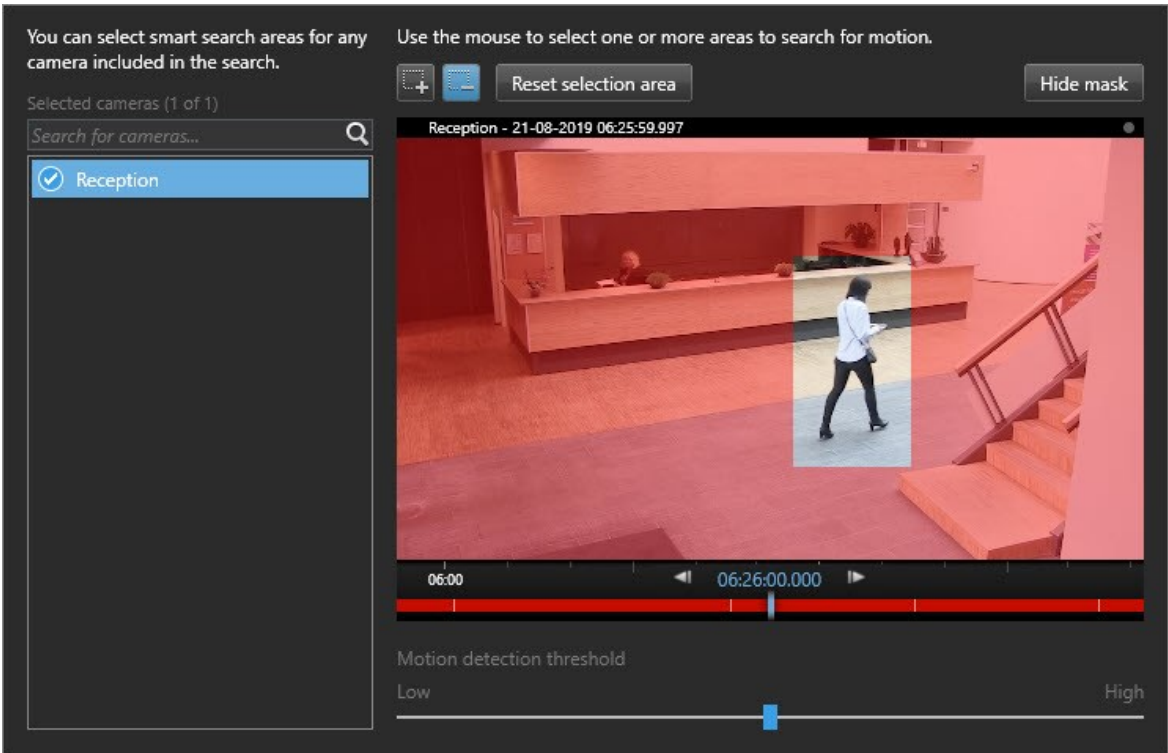 You can select smart search areas for any
camera included in the search.
Selected cameras (1 of 1)
Search for cameras...
Reception
Use the mouse to select one or more areas to search for motion.
Reset selection area
Hide mask
Reception - 21-08-2019 06:25:59.997
06:00
06:26:00.000
Motion detection threshold
Low
High